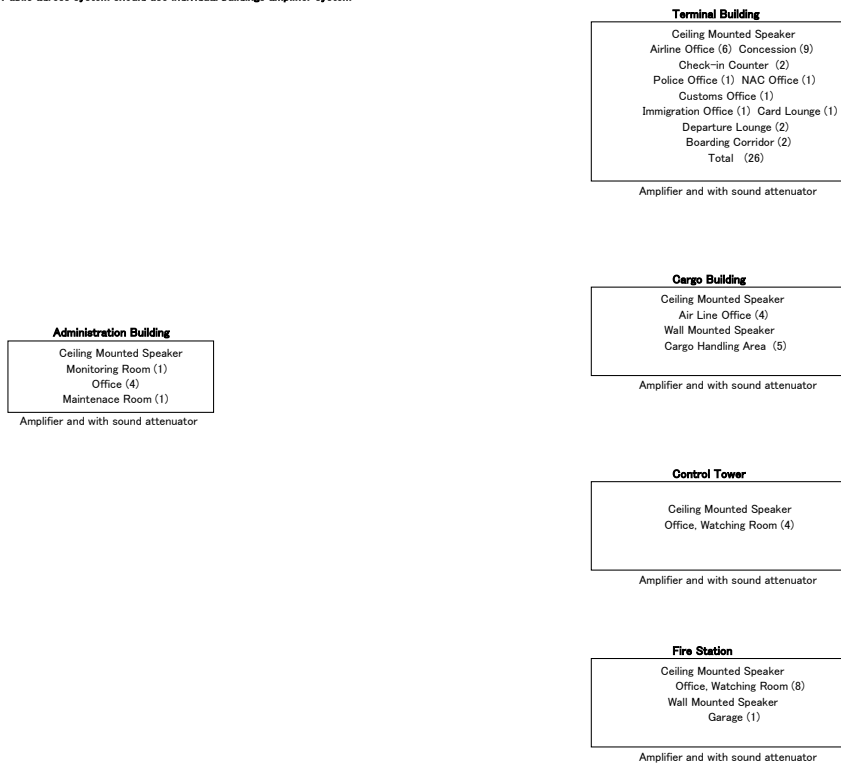 Terminal Building
Ceiling Mounted Speaker
Airline Office (6) Concession (9)
Check-in Counter (2)
Police Office (1) NAC Office (1)
Customs Office (1)
Immigration Office (1) Card Lounge (1)
Departure Lounge (2)
Boarding Corridor (2)
Total (26)
Amplifier and with sound attenuator
Cargo Building
Ceiling Mounted Speaker
Air Line Office (4)
Wall Mounted Speaker
Cargo Handling Area (5)
Amplifier and with sound attenuator
Administration Building
Ceiling Mounted Speaker
Monitoring Room (1)
Office (4)
Maintenace Room (1)
Amplifier and with sound attenuator
Control Tower
Ceiling Mounted Speaker
Office, Watching Room (4)
Amplifier and with sound attenuator
Fire Station
Ceiling Mounted Speaker
Office, Watching Room (8)
Wall Mounted Speaker
Garage (1)
Amplifier and with sound attenuator